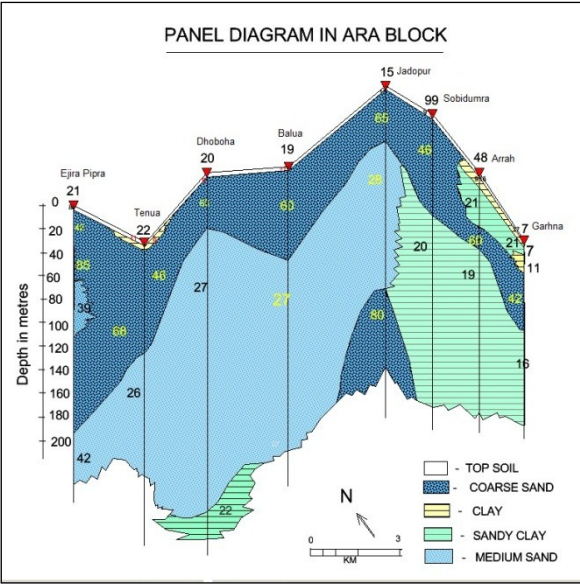 PANEL DIAGRAM IN ARA BLOCK
15 Jadopur
99 Sobidumra
48 Arrah
7 Garhna
Balua
19
Dhoboha
20
Ejira Pipra
21
Tenua
22
Depth in metres
0
20
40
60
80
100
120
140
160
180
200
42
85
39
68
46
42
26
27
60
27
65
28
80
46
20
21
60
19
21
7
11
42
16
22
- TOP SOIL
- COARSE SAND
- CLAY
- SANDY CLAY
- MEDIUM SAND
N
0 3
KM